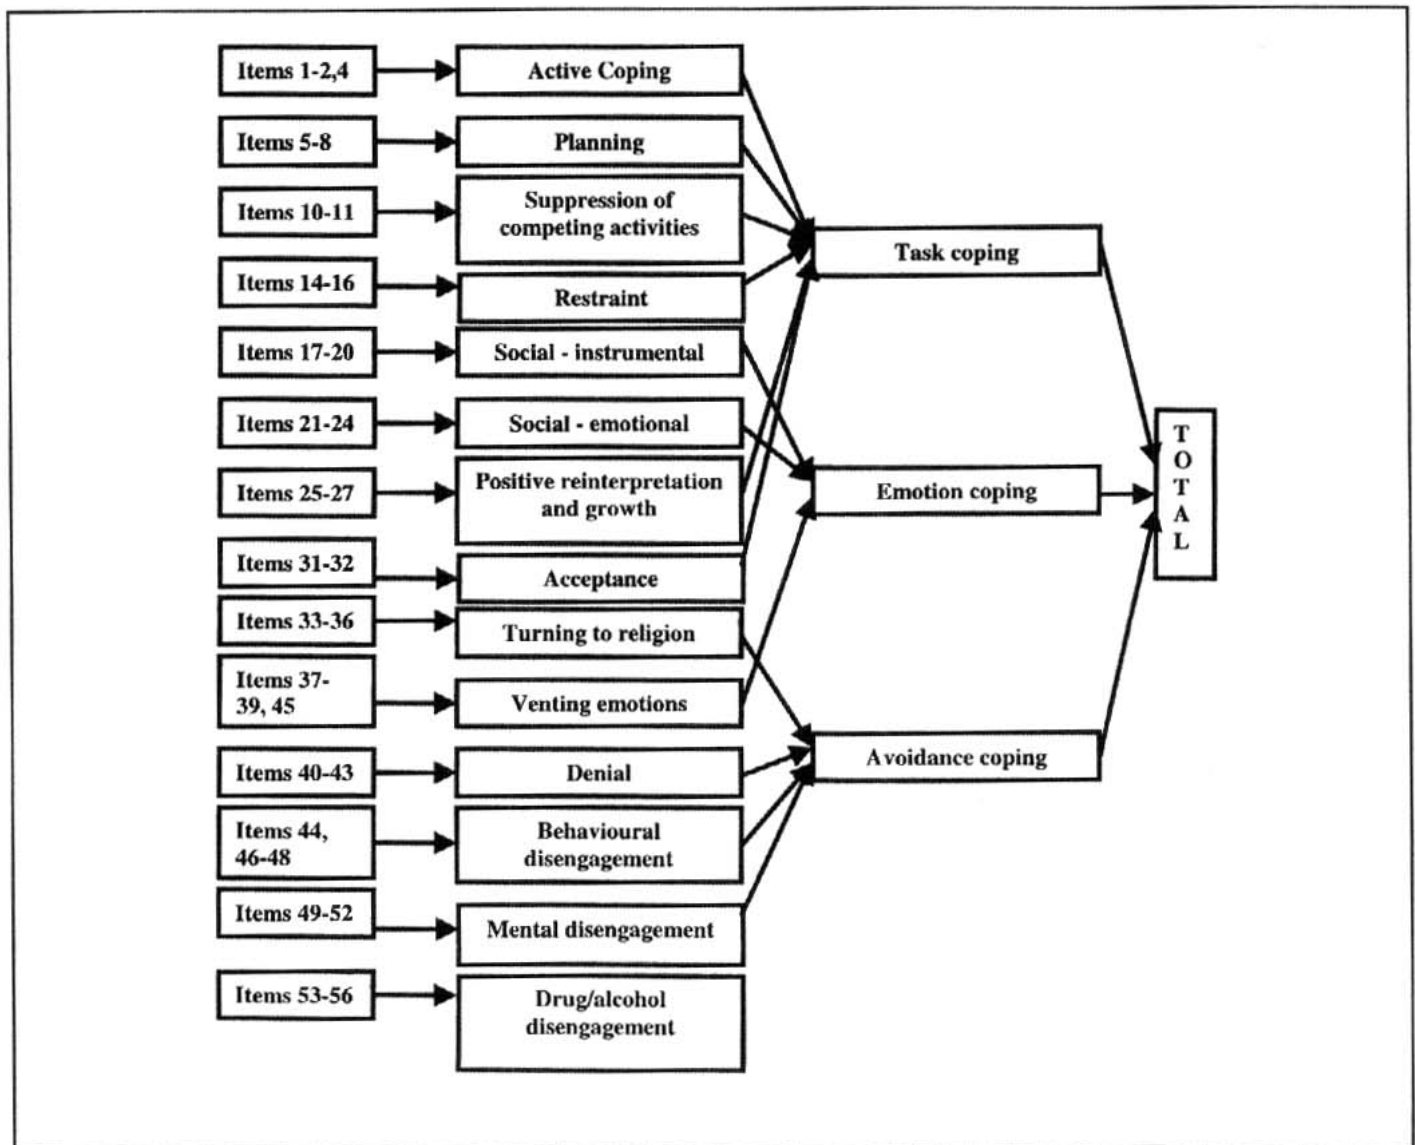 Items 1-2,4
Active Coping
Items 5-8
Planning
Items 10-11
Suppression of
competing activities
Items 14-16
Restraint
Items 17-20
Social - instrumental
Items 21-24
Social - emotional
Items 25-27
Positive reinterpretation
and growth
Items 31-32
Acceptance
Items 33-36
Turning to religion
Items 37-
39, 45
Venting emotions
Items 40-43
Denial
Items 44,
46-48
Behavioural
disengagement
Items 49-52
Mental disengagement
Items 53-56
Drug/alcohol
disengagement
Task coping
Emotion coping
Avoidance coping
T
O
T
A
L